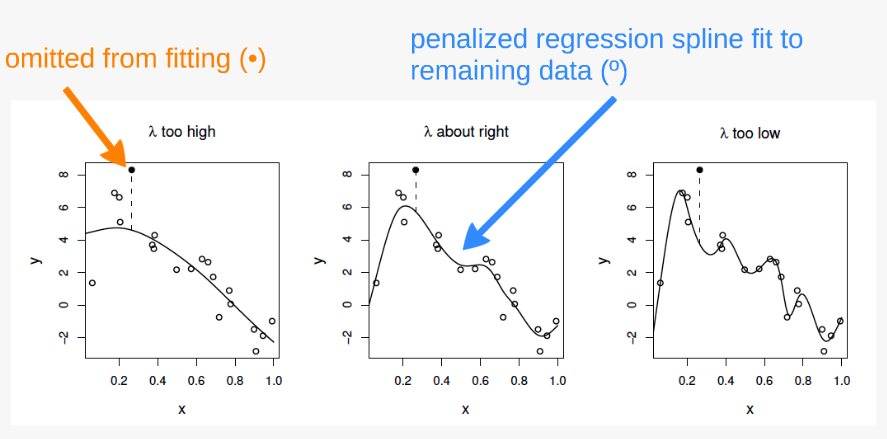 omitted from fitting (•)
penalized regression spline fit to
remaining data (º)
λ too high
λ about right
λ too low
8
6
4
2
0
-2
y
0.2 0.4 0.6 0.8 1.0
x
8
6
4
2
0
-2
y
0.2 0.4 0.6 0.8 1.0
x
8
6
4
2
0
-2
y
0.2 0.4 0.6 0.8 1.0
x